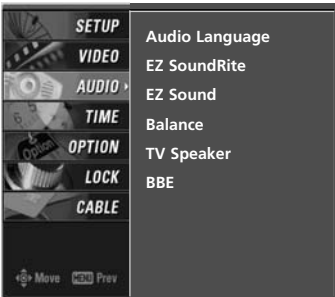 SETUP
VIDEO
AUDIO
TIME
OPTION
LOCK
CABLE
Move MENU Prev
Audio Language
EZ SoundRite
EZ Sound
Balance
TV Speaker
BBE